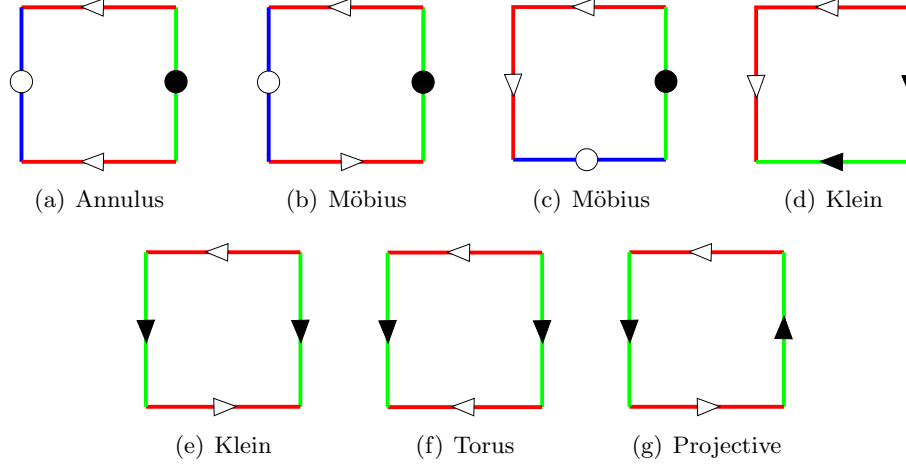 (a) Annulus
(b) Möbius
(c) Möbius
(d) Klein
(e) Klein
(f) Torus
(g) Projective